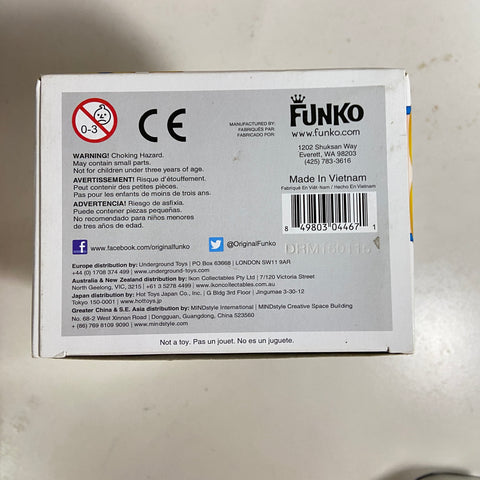 0-3
CE
MANUFACTURED BY:
FABRIQUÉ PAR:
FABRICADO POR:
FUNKO
www.funko.com
1202 Shuksan Way
Everett, WA 98203
(425) 783-3616
WARNING! Choking Hazard.
May contain small parts.
Not for children under three years of age.
AVERTISSEMENT! Risque d'étouffement.
Peut contenir des petites pièces.
Pas pour les enfants de moins de trois ans.
ADVERTENCIA! Riesgo de asfixia.
Puede contener piezas pequeñas.
No recomendado para niños menores
de tres años de edad.
Made In Vietnam
Fabriqué En Viêt-ham / Hecho En Vietnam
8 49803 04467 1
DRM150115
www.facebook.com/originalfunko
@OriginalFunko
Europe distribution by: Underground Toys | PO Box 63668 | LONDON SW11 9AR
+44 (0) 1708 374 499 | www.underground-toys.com
Australia & New Zealand distribution by: Ikon Collectables Pty Ltd | 7/120 Victoria Street
North Geelong, VIC, 3215 | +61 3 5278 4499 | www.ikoncollectables.com.au
Japan distribution by: Hot Toys Japan Co., Inc. | G Bldg 3rd Floor | Jingumae 3-30-12
Tokyo 150-0001 | www.hottoys.jp
Greater China & S.E. Asia distribution by: MINDstyle International | MINDstyle Creative Space Building
No. 68-2 West Xinnan Road | Dongguan, Guangdong, China 523560
+ (86) 769 8109 9090 | www.mindstyle.com
Not a toy. Pas un jouet. No es un juguete.